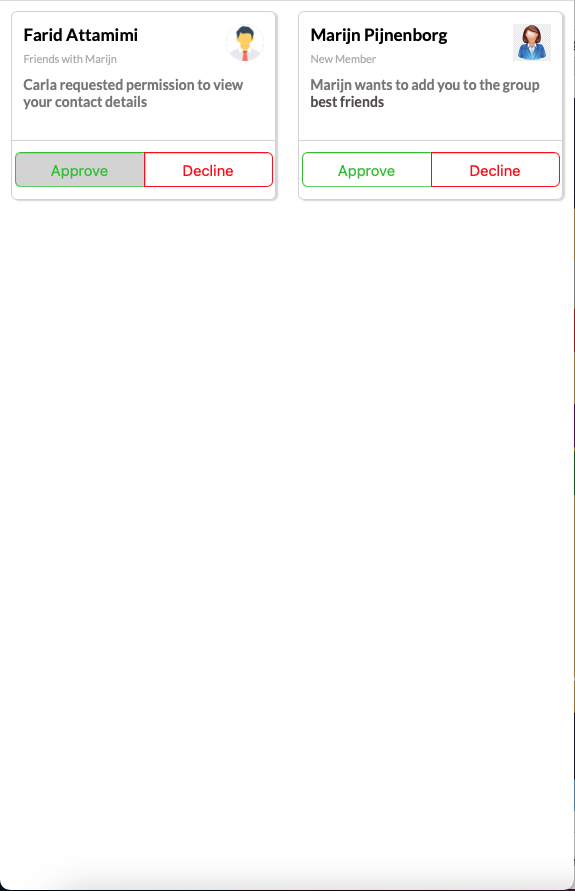 Farid Attamimi
Friends with Marijn
Carla requested permission to view
your contact details
Approve
Decline
Marijn Pijnenborg
New Member
Marijn wants to add you to the group
best friends
Approve
Decline